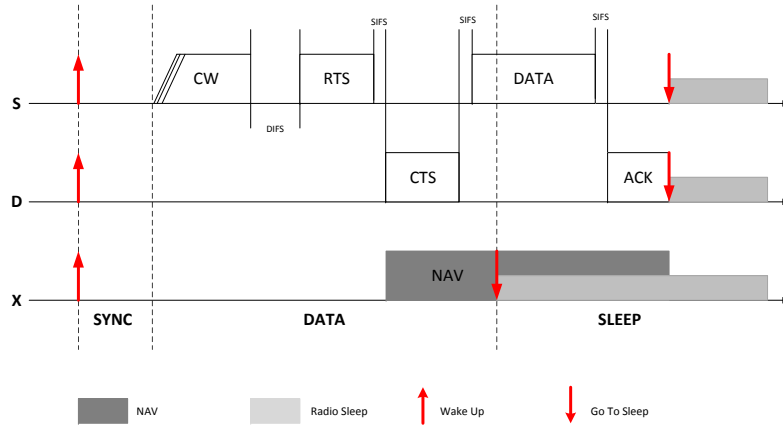 SIFS
SIFS
SIFS
CW
RTS
DATA
S
DIFS
CTS
ACK
D
NAV
X
SYNC
DATA
SLEEP
NAV
Radio Sleep
Wake Up
Go To Sleep